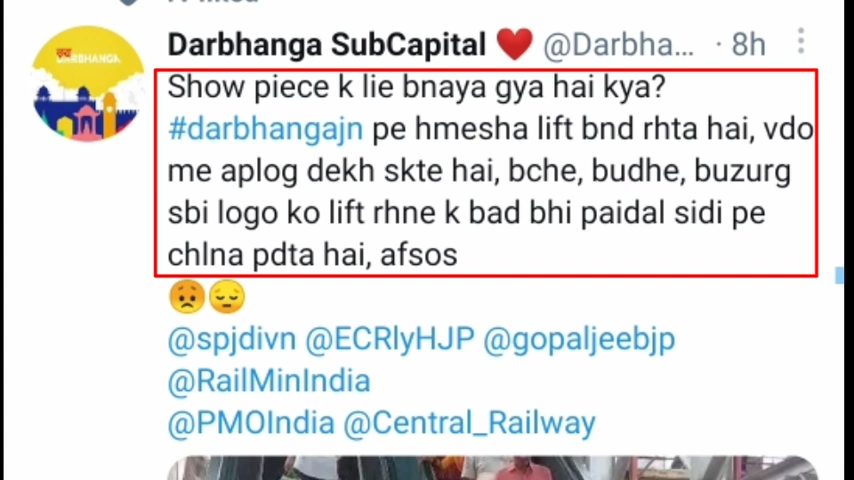 Darbhanga SubCapital ❤️ @Darbha... · 8h
DARBHANGA
Show piece k lie bnaya gya hai kya?
#darbhangajn pe hmesha lift bnd rhta hai, vdo
me aplog dekh skte hai, bche, budhe, buzurg
sbi logo ko lift rhne k bad bhi paidal sidi pe
chlna pdta hai, afsos
😟😔
@spjdivn @ECRlyHJP @gopaljeebjp
@RailMinIndia
@PMOIndia @Central_Railway